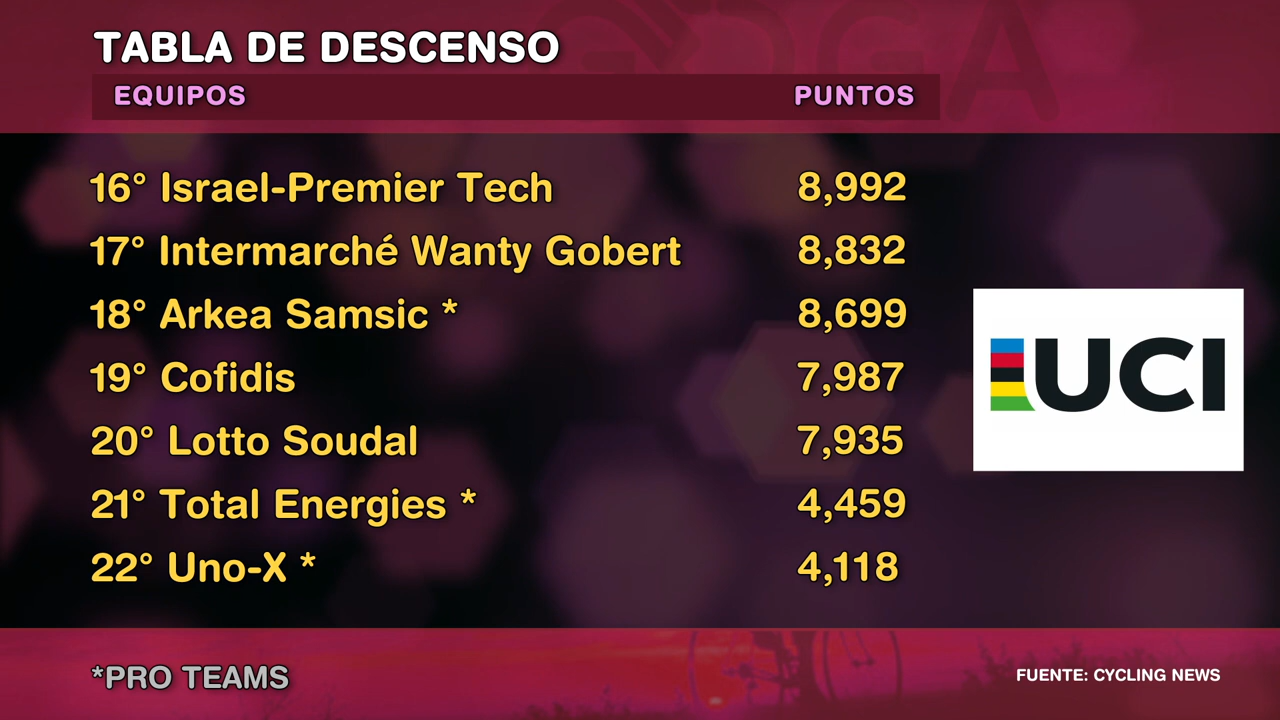 TABLA DE DESCENSO
EQUIPOS PUNTOS
16° Israel-Premier Tech 8,992
17° Intermarché Wanty Gobert 8,832
18° Arkea Samsic * 8,699
19° Cofidis 7,987
20° Lotto Soudal 7,935
21° Total Energies * 4,459
22° Uno-X * 4,118
UCI
*PRO TEAMS
FUENTE: CYCLING NEWS